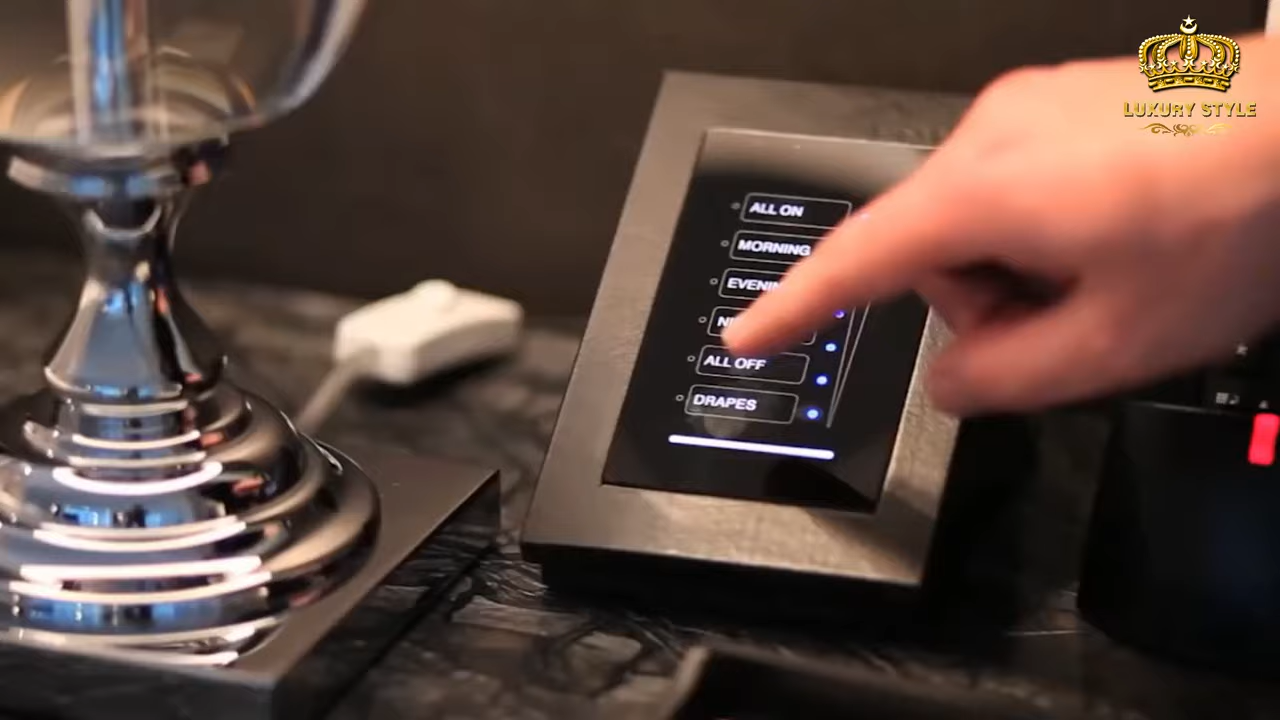 LUXURY STYLE
ALL ON
MORNING
ALL OFF
DRAPES